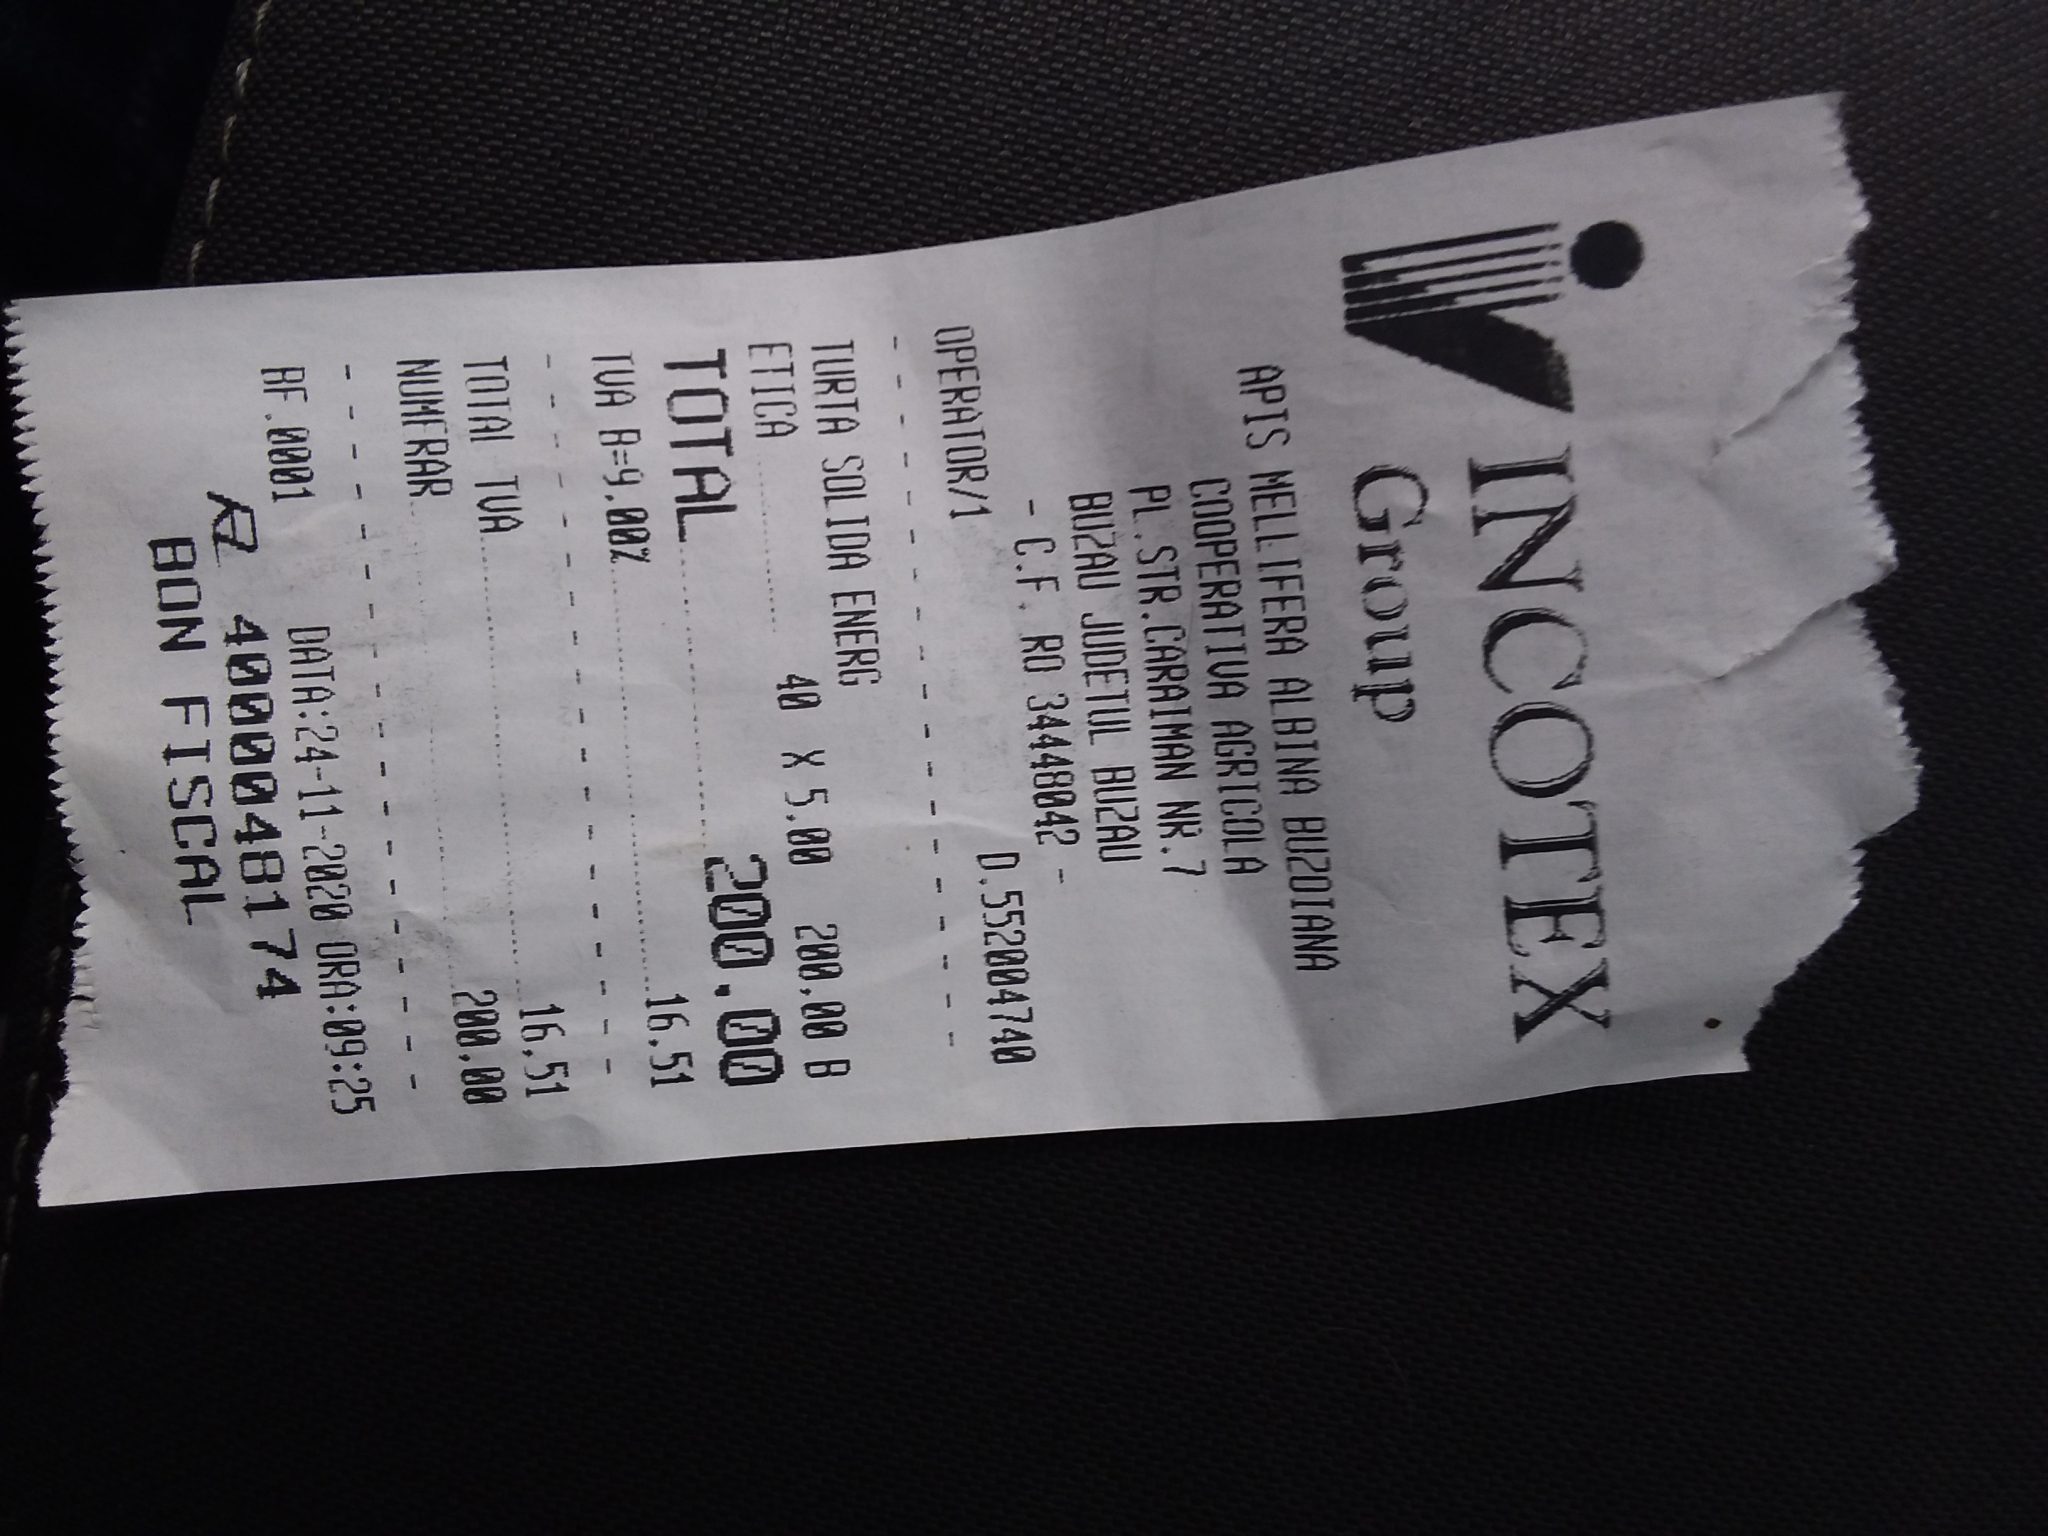 INCOTEX
Group
APIS MELLIFERA ALBINA BUZOIANA
COOPERATIVA AGRICOLA
PL.STR.CARAIMAN NR.7
BUZAU JUDETUL BUZAU
- C.F. RO 34448042 -
D.552004740
OPERATOR/1
- - - - - - - - - - - - - - -
TURTA SOLIDA ENERG
ETICA 40 X 5.00 200,00 B
TOTAL 200.00
TVA B=9.00% 16,51
- - - - - - - - - - - - - - -
TOTAL TVA 16,51
NUMERAR 200,00
- - - - - - - - - - - - - - -
DATA:24-11-2020 ORA:09:25
BF.0001
4000048174
BON FISCAL